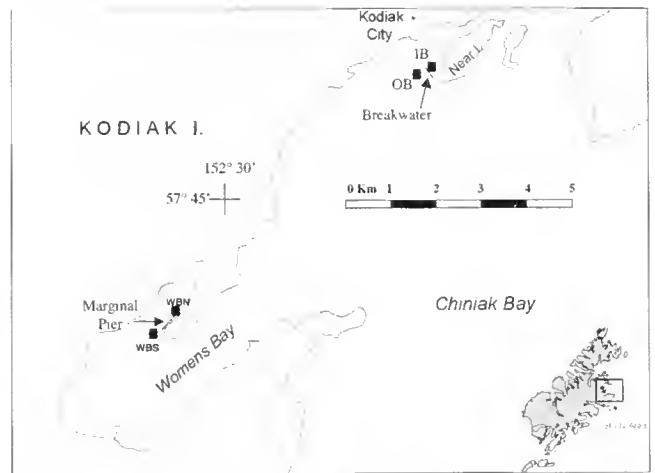 Kodiak
City
IB
OB
Near I.
Breakwater
KODIAK I.
152° 30'
57° 45'
0 Km 1 2 3 4 5
Chiniak Bay
WBN
Marginal
Pier
WBS
Womens Bay